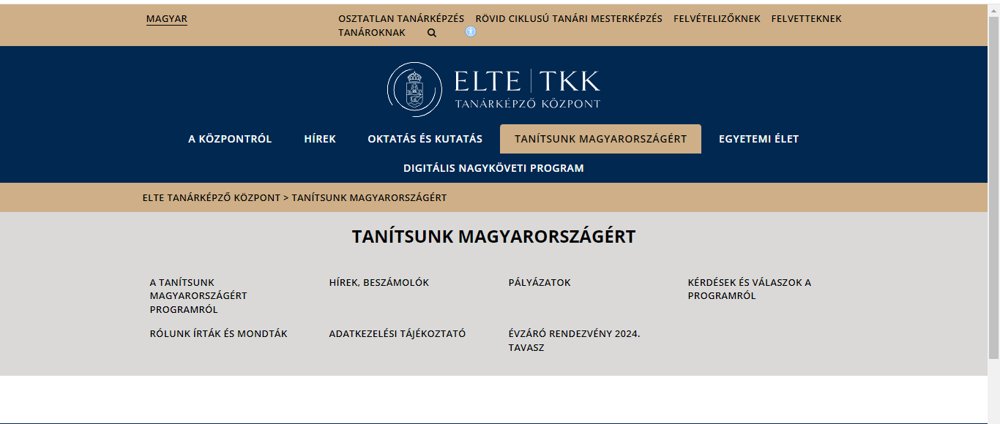 MAGYAR
OSZTATLAN TANÁRKÉPZÉS RÖVID CIKLUSÚ TANÁRI MESTERKÉPZÉS FELVÉTELIZŐKNEK FELVETTEKNEK
TANÁROKNAK
ELTE | TKK
TANÁRKÉPZŐ KÖZPONT
A KÖZPONTRÓL HÍREK OKTATÁS ÉS KUTATÁS TANÍTSUNK MAGYARORSZÁGÉRT EGYETEMI ÉLET
DIGITÁLIS NAGYKÖVETI PROGRAM
ELTE TANÁRKÉPZŐ KÖZPONT > TANÍTSUNK MAGYARORSZÁGÉRT
TANÍTSUNK MAGYARORSZÁGÉRT
A TANÍTSUNK
MAGYARORSZÁGÉRT
PROGRAMRÓL
HÍREK, BESZÁMOLÓK
PÁLYÁZATOK
KÉRDÉSEK ÉS VÁLASZOK A
PROGRAMRÓL
RÓLUNK ÍRTÁK ÉS MONDTÁK
ADATKEZELÉSI TÁJÉKOZTATÓ
ÉVZÁRÓ RENDEZVÉNY 2024.
TAVASZ